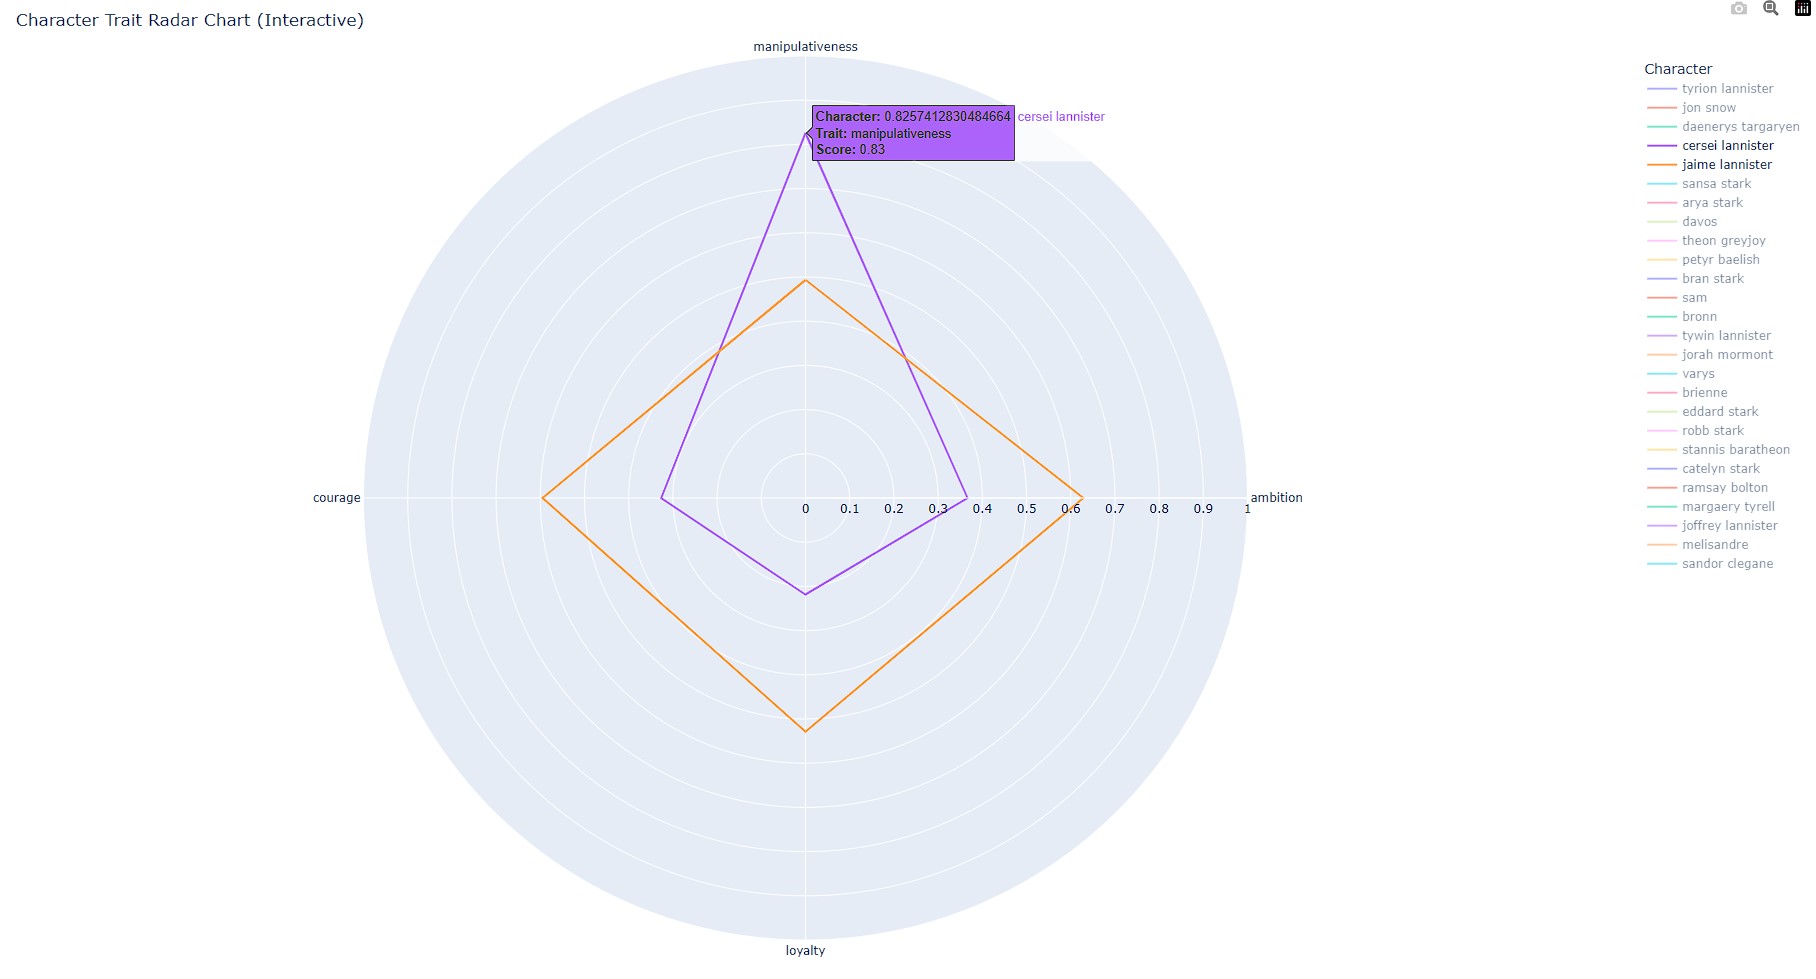 Character Trait Radar Chart (Interactive)
manipulativeness
Character: 0.8257412830484664 cersei lannister
Trait: manipulativeness
Score: 0.83
courage
ambition
0 0.1 0.2 0.3 0.4 0.5 0.6 0.7 0.8 0.9 1
loyalty
Character
tyrion lannister
jon snow
daenerys targaryen
cersei lannister
jaime lannister
sansa stark
arya stark
davos
theon greyjoy
petyr baelish
bran stark
sam
bronn
tywin lannister
jorah mormont
varys
brienne
eddard stark
robb stark
stannis baratheon
catelyn stark
ramsay bolton
margaery tyrell
joffrey lannister
melisandre
sandor clegane